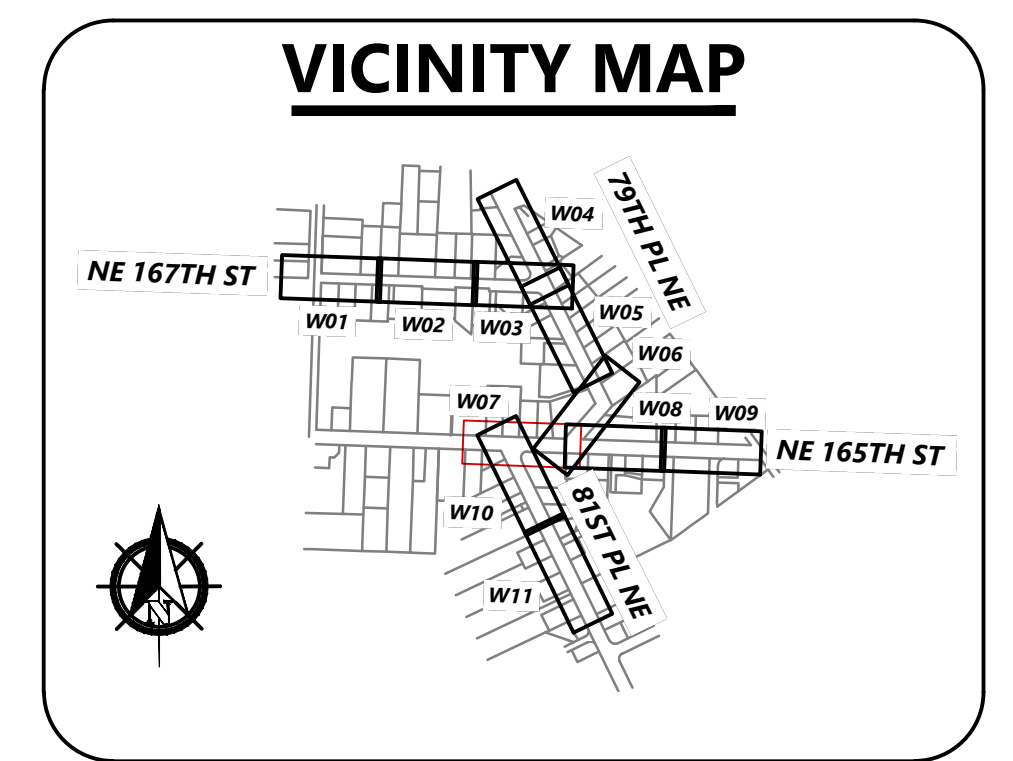 VICINITY MAP
79TH PL NE
W04
NE 167TH ST
W01
W02
W03
W05
W06
W07
W08
W09
NE 165TH ST
W10
81ST PL NE
W11
N